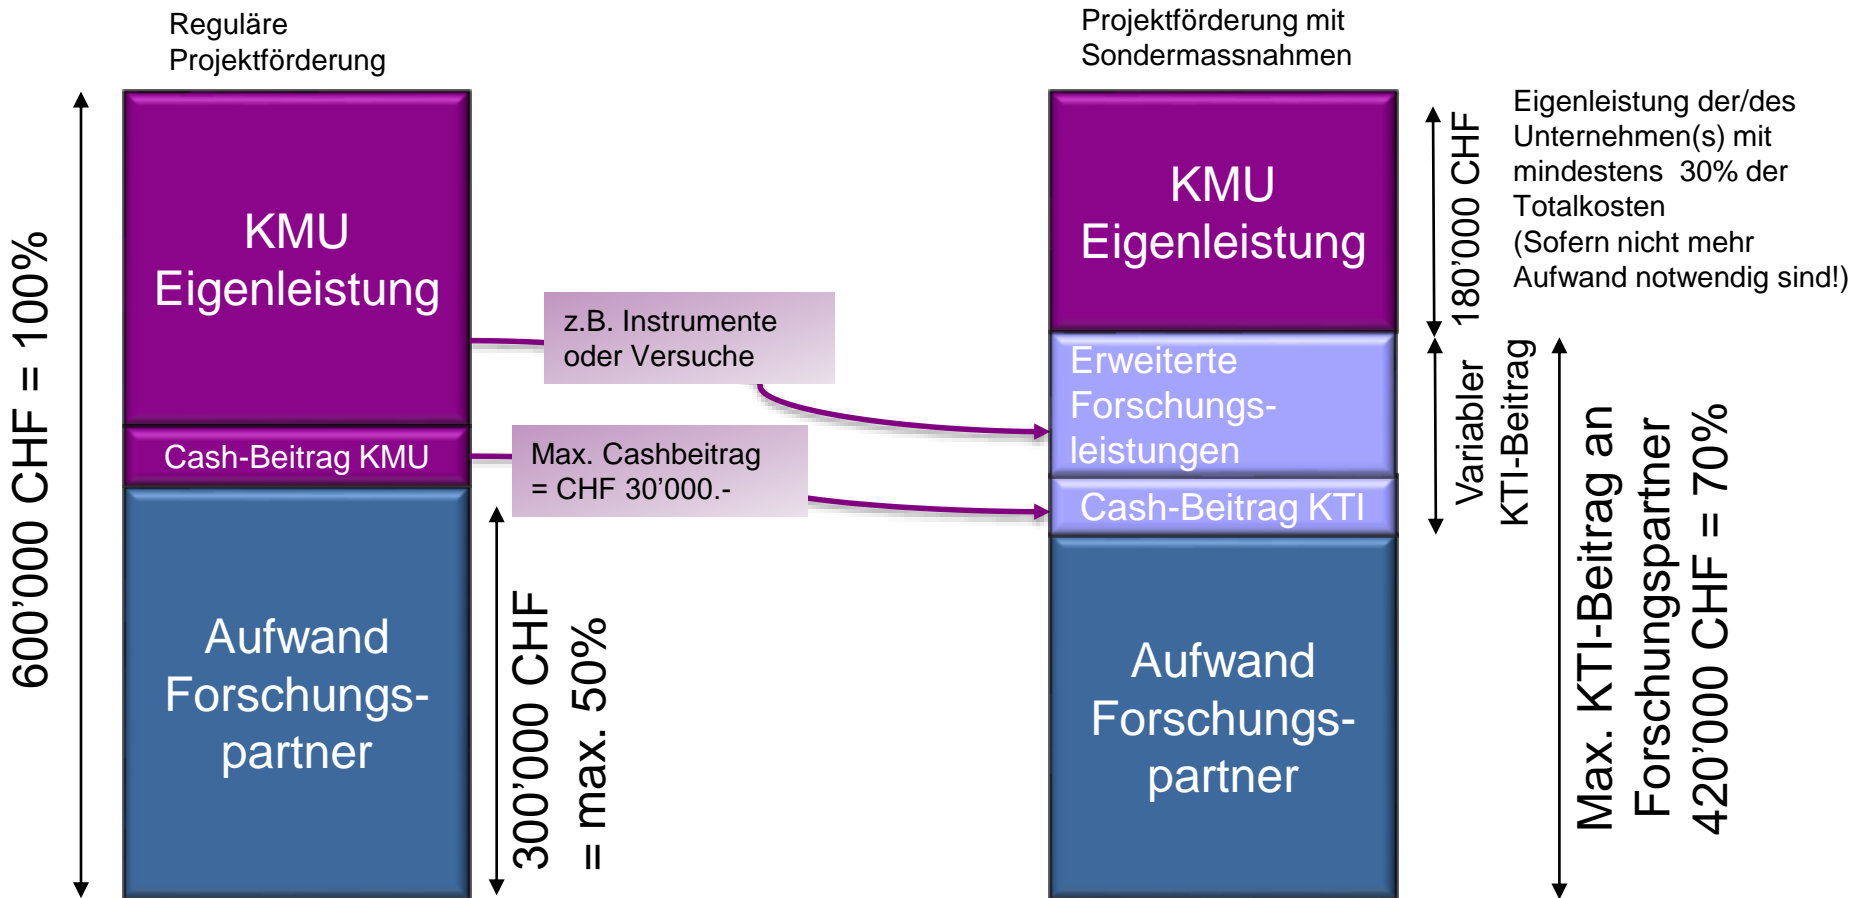 Reguläre
Projektförderung
600’000 CHF = 100%
KMU
Eigenleistung
Cash-Beitrag KMU
Aufwand
Forschungs-
partner
300’000 CHF
= max. 50%
z.B. Instrumente
oder Versuche
Max. Cashbeitrag
= CHF 30’000.-
Projektförderung mit
Sondermassnahmen
KMU
Eigenleistung
Erweiterte
Forschungs-
leistungen
Cash-Beitrag KTI
Aufwand
Forschungs-
partner
180’000 CHF
Variabler
KTI-Beitrag
Eigenleistung der/des
Unternehmen(s) mit
mindestens 30% der
Totalkosten
(Sofern nicht mehr
Aufwand notwendig sind!)
Max. KTI-Beitrag an
Forschungspartner
420’000 CHF = 70%